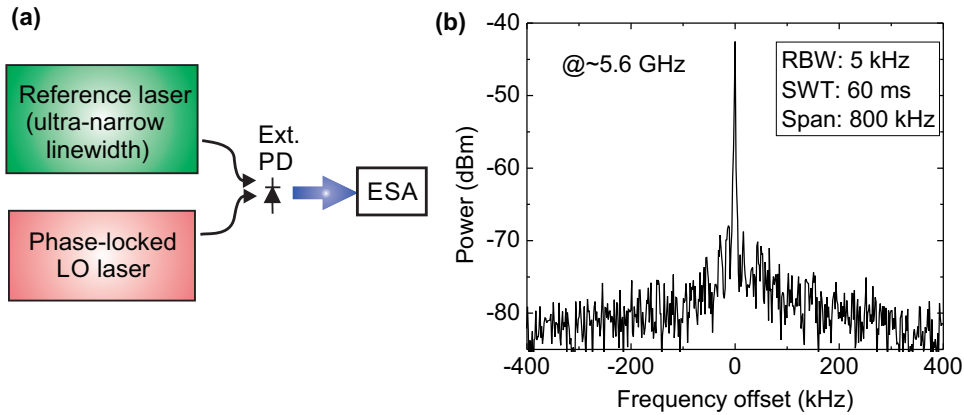 (a)
Reference laser
(ultra-narrow
linewidth)
Ext.
PD
ESA
Phase-locked
LO laser
(b)
@~5.6 GHz
RBW: 5 kHz
SWT: 60 ms
Span: 800 kHz
Power (dBm)
-40
-50
-60
-70
-80
-400
-200
0
200
400
Frequency offset (kHz)